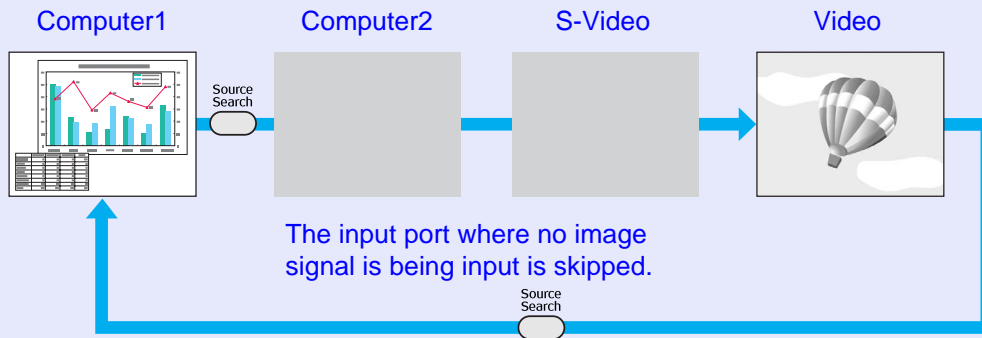 Computer1
Computer2
S-Video
Video
Source
Search
The input port where no image
signal is being input is skipped.
Source
Search